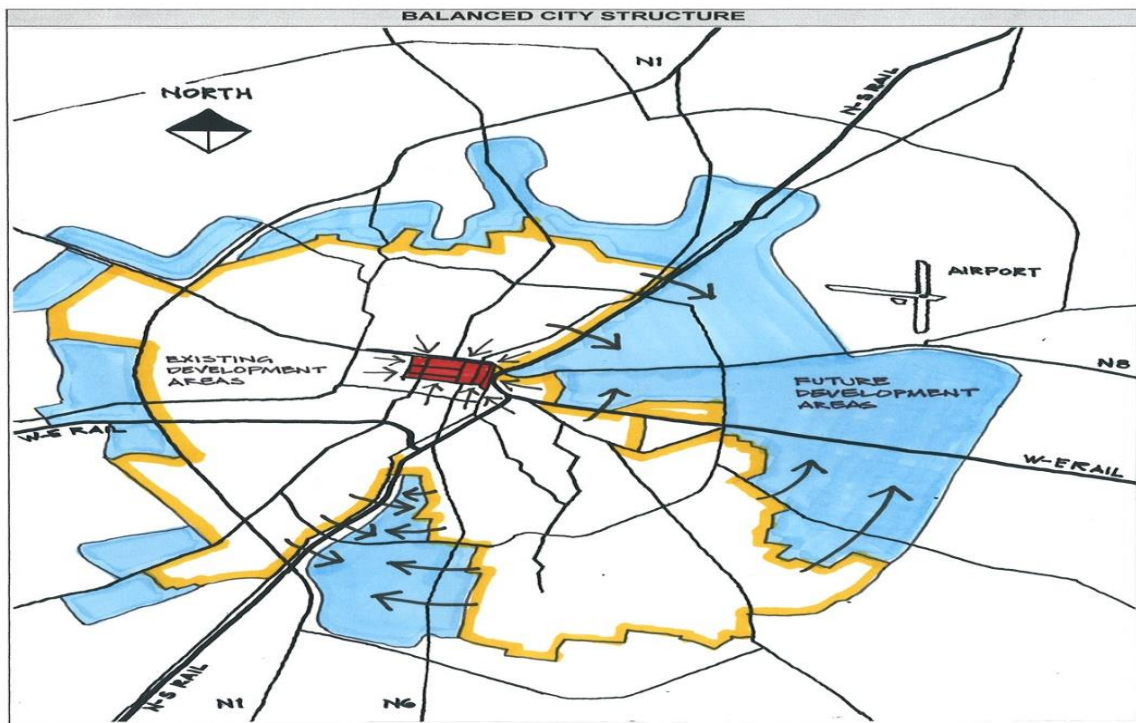 BALANCED CITY STRUCTURE
N1
NORTH
N-S RAIL
AIRPORT
EXISTING
DEVELOPMENT
AREAS
N8
FUTURE
DEVELOPMENT
AREAS
W-E RAIL
W-E RAIL
N-S RAIL
N1
N6